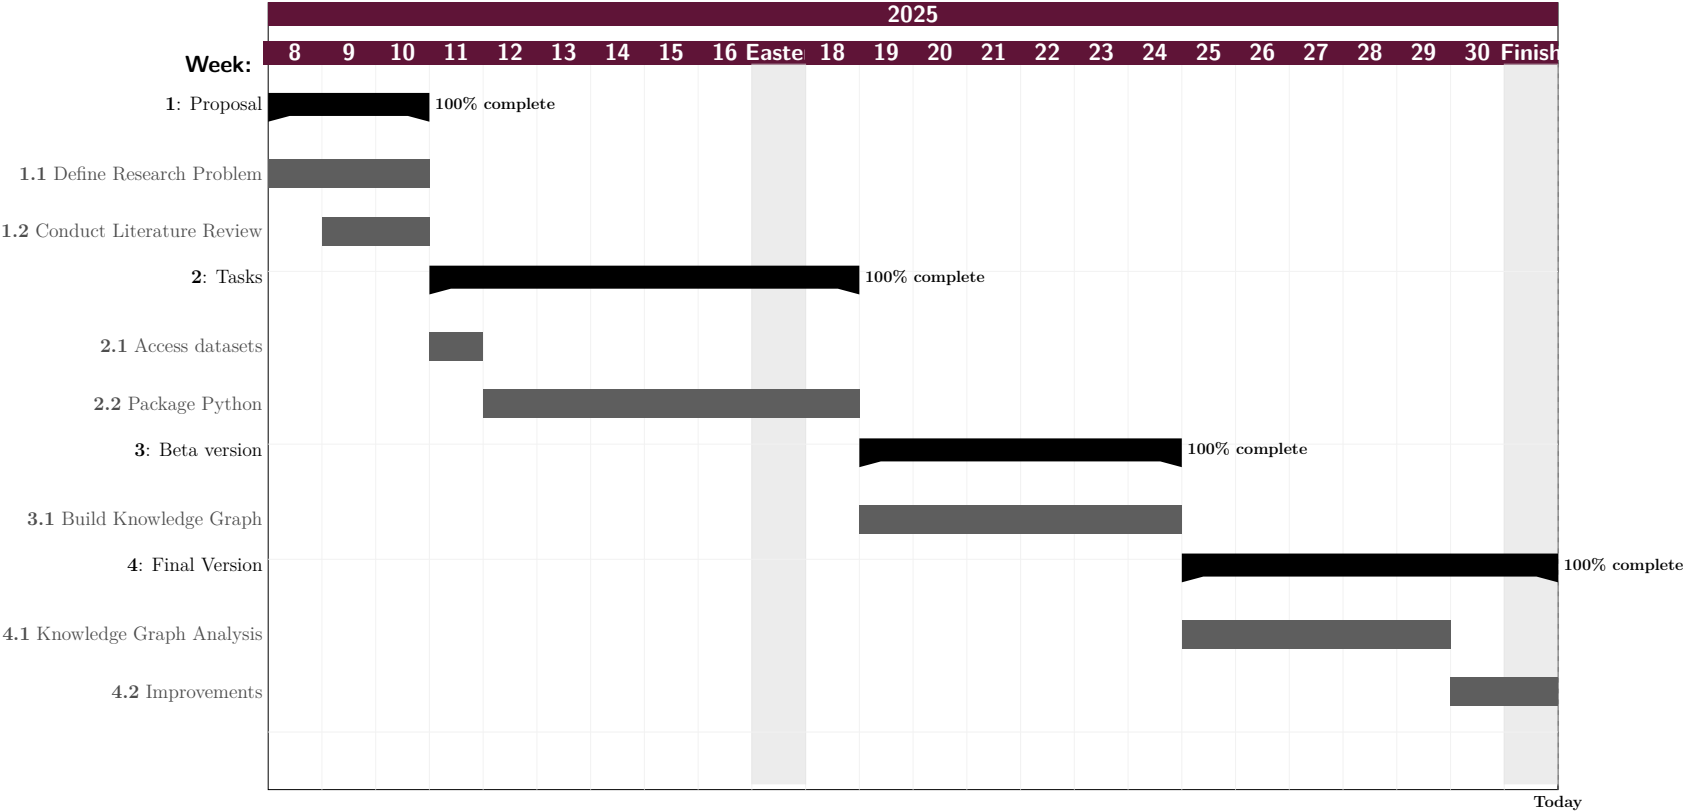 2025
Week: 8 9 10 11 12 13 14 15 16 Easte 18 19 20 21 22 23 24 25 26 27 28 29 30 Finish
1: Proposal 100% complete
1.1 Define Research Problem
1.2 Conduct Literature Review
2: Tasks 100% complete
2.1 Access datasets
2.2 Package Python
3: Beta version 100% complete
3.1 Build Knowledge Graph
4: Final Version 100% complete
4.1 Knowledge Graph Analysis
4.2 Improvements
Today